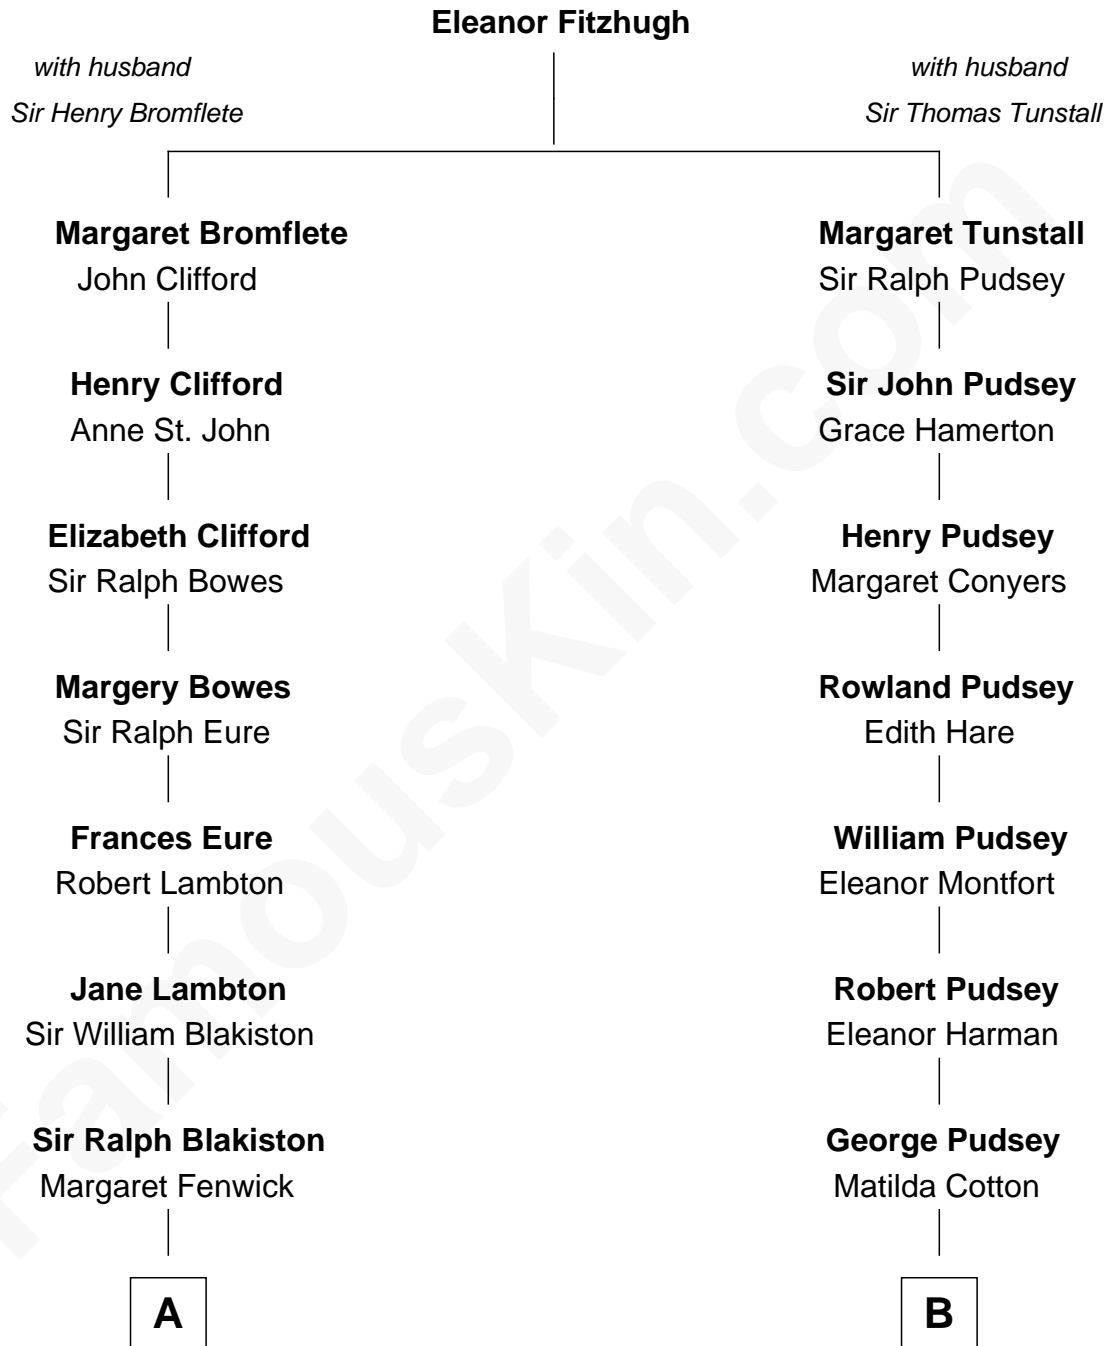 Eleanor Fitzhugh
with husband
Sir Henry Bromflete
with husband
Sir Thomas Tunstall
Margaret Bromflete
John Clifford
Margaret Tunstall
Sir Ralph Pudsey
Henry Clifford
Anne St. John
Sir John Pudsey
Grace Hamerton
Elizabeth Clifford
Sir Ralph Bowes
Henry Pudsey
Margaret Conyers
Margery Bowes
Sir Ralph Eure
Rowland Pudsey
Edith Hare
Frances Eure
Robert Lambton
William Pudsey
Eleanor Montfort
Jane Lambton
Sir William Blakiston
Robert Pudsey
Eleanor Harman
Sir Ralph Blakiston
Margaret Fenwick
George Pudsey
Matilda Cotton
A
B
FamousKin.com